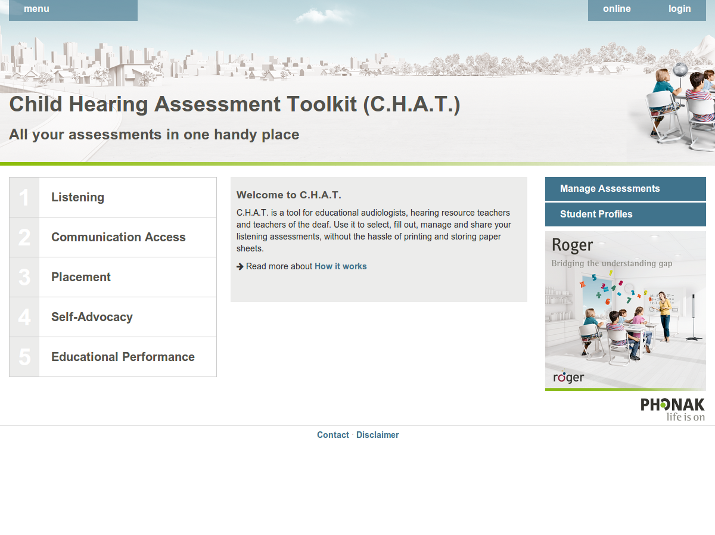 menu
online
login
Child Hearing Assessment Toolkit (C.H.A.T.)
All your assessments in one handy place
1 Listening
2 Communication Access
3 Placement
4 Self-Advocacy
5 Educational Performance
Welcome to C.H.A.T.
C.H.A.T. is a tool for educational audiologists, hearing resource teachers
and teachers of the deaf. Use it to select, fill out, manage and share your
listening assessments, without the hassle of printing and storing paper
sheets.
Read more about How it works
Manage Assessments
Student Profiles
Roger
Bridging the understanding gap
roger
PHONAK
life is on
Contact · Disclaimer